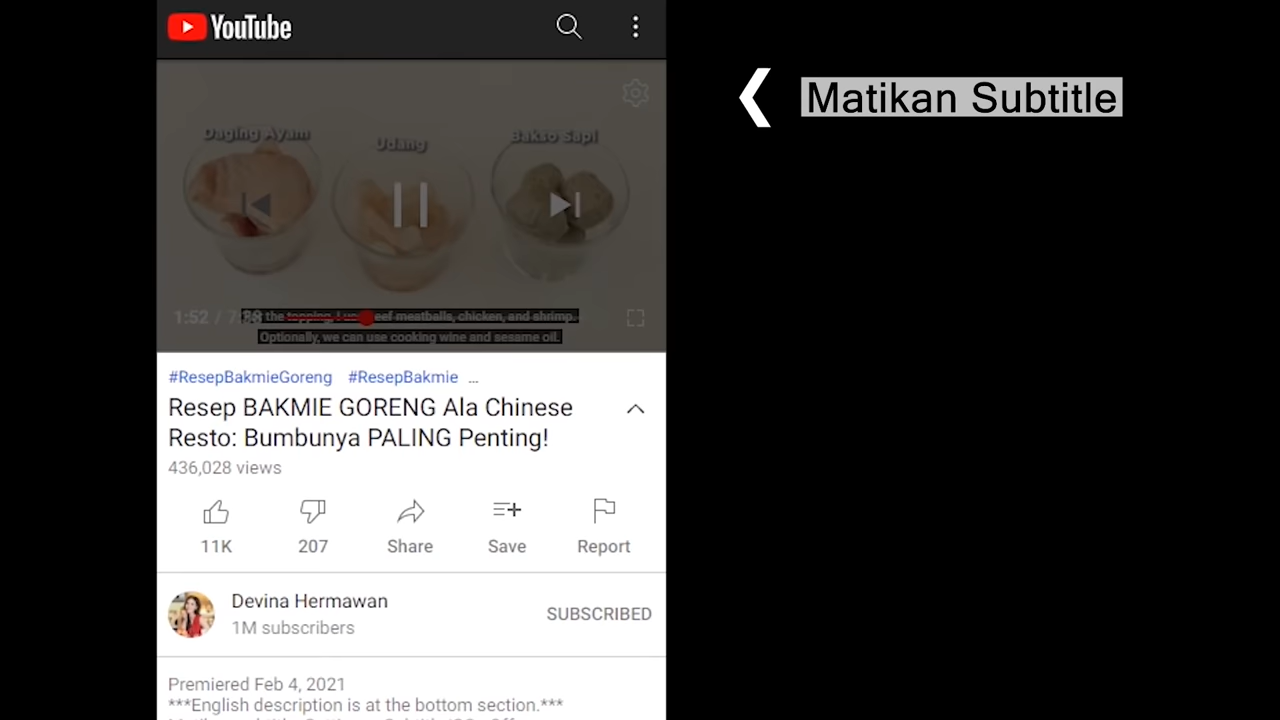 YouTube
Matikan Subtitle
Daging Ayam
Udang
Bakso Sapi
1:52 /
the topping, I use beef meatballs, chicken, and shrimp.
Optionally, we can use cooking wine and sesame oil.
#ResepBakmieGoreng #ResepBakmie ...
Resep BAKMIE GORENG Ala Chinese
Resto: Bumbunya PALING Penting!
436,028 views
11K
207
Share
Save
Report
Devina Hermawan
1M subscribers
SUBSCRIBED
Premiered Feb 4, 2021
***English description is at the bottom section.***